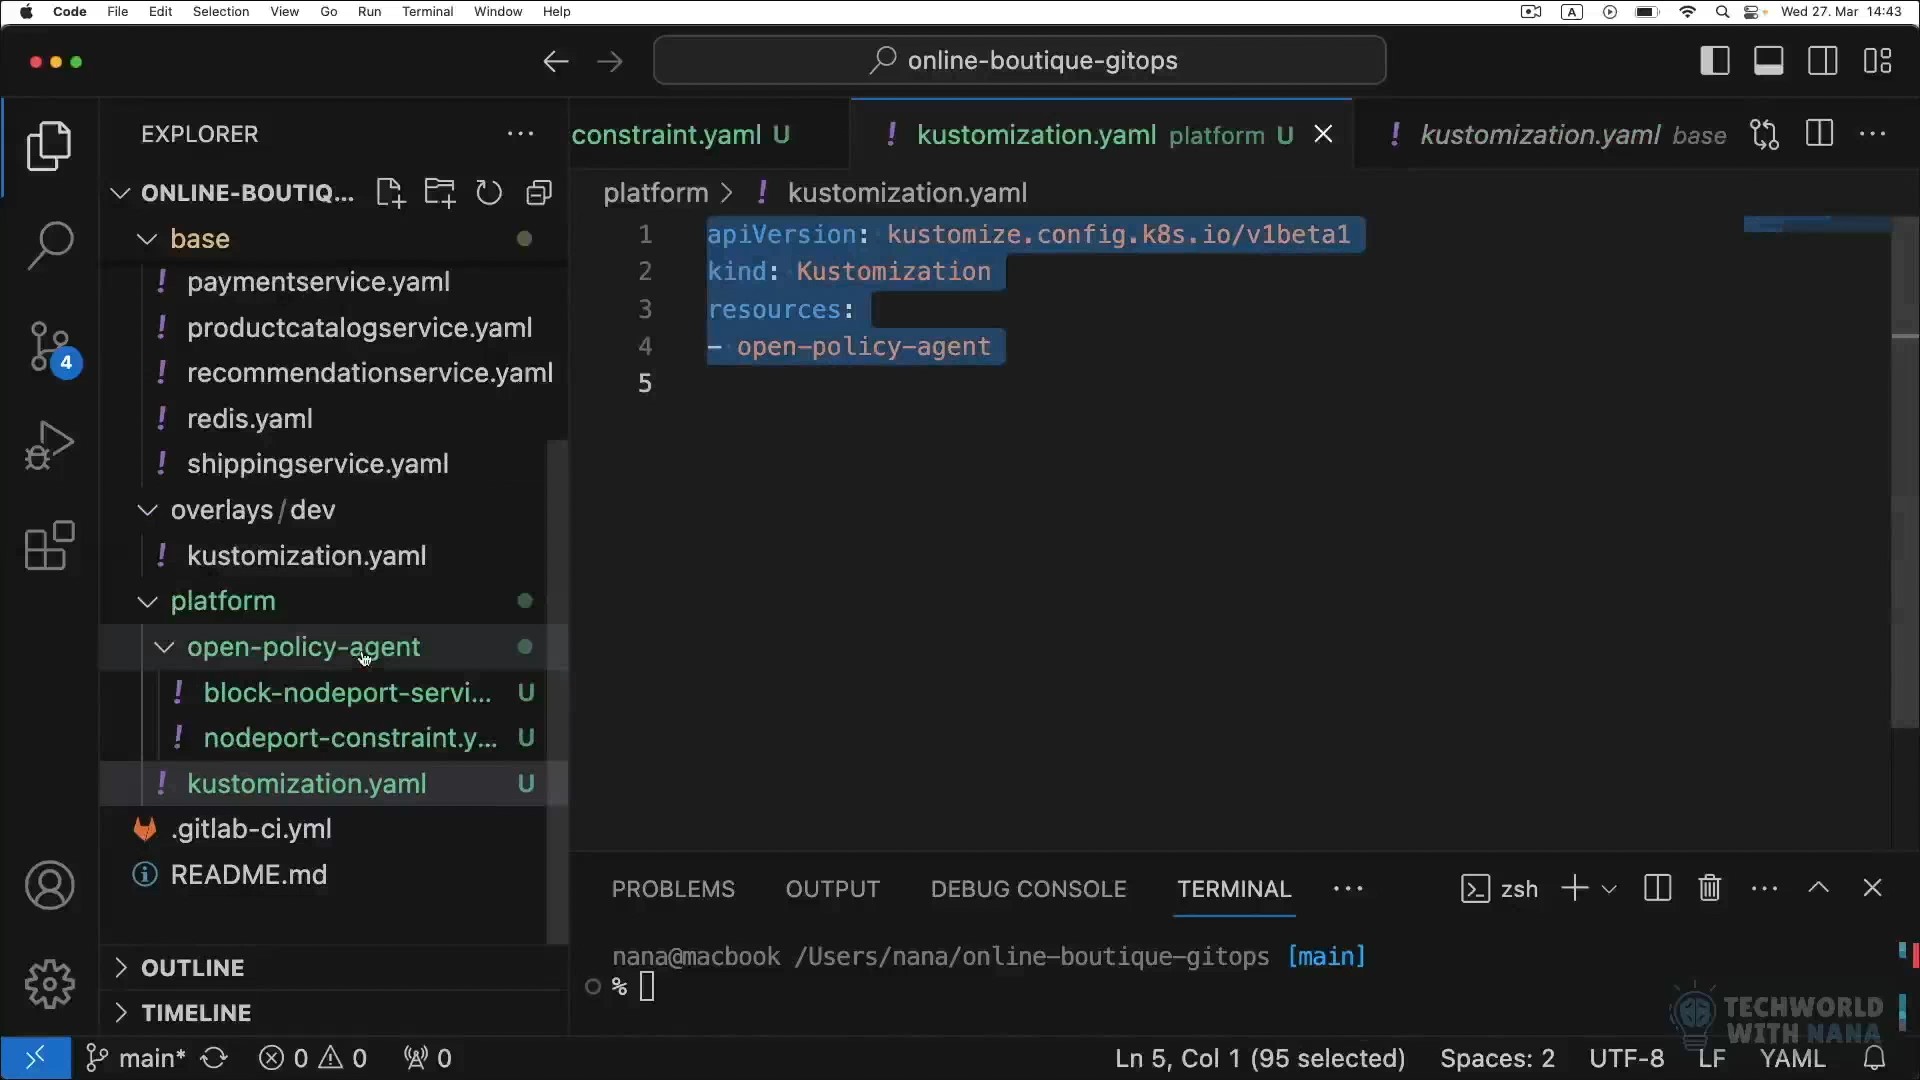 Code File Edit Selection View Go Run Terminal Window Help
A
Wed 27. Mar 14:43
online-boutique-gitops
EXPLORER
constraint.yaml U
! kustomization.yaml platform U
! kustomization.yaml base
ONLINE-BOUTIQ...
platform > ! kustomization.yaml
base
! paymentservice.yaml
! productcatalogservice.yaml
! recommendationservice.yaml
! redis.yaml
! shippingservice.yaml
overlays/dev
! kustomization.yaml
platform
open-policy-agent
! block-nodeport-servi... U
! nodeport-constraint.y... U
! kustomization.yaml U
.gitlab-ci.yml
README.md
OUTLINE
TIMELINE
4
1 apiVersion: kustomize.config.k8s.io/v1beta1
2 kind: Kustomization
3 resources:
4 - open-policy-agent
5
PROBLEMS OUTPUT DEBUG CONSOLE TERMINAL
zsh
nana@macbook /Users/nana/online-boutique-gitops [main]
%
TECHWORLD
WITH NANA
main* 0 0 0
Ln 5, Col 1 (95 selected) Spaces: 2 UTF-8 LF YAML